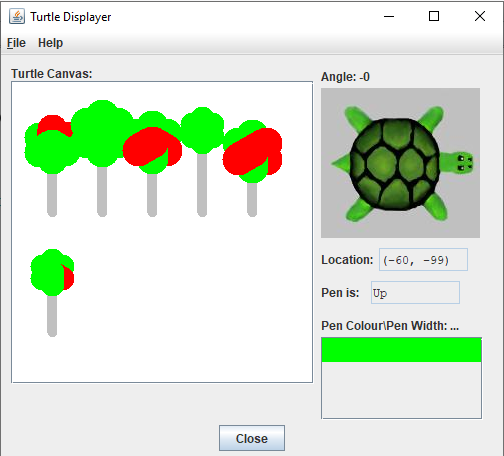 Turtle Displayer
File Help
Turtle Canvas:
Angle: -0
Location: (-60, -99)
Pen is: Up
Pen Colour\Pen Width: ...
Close